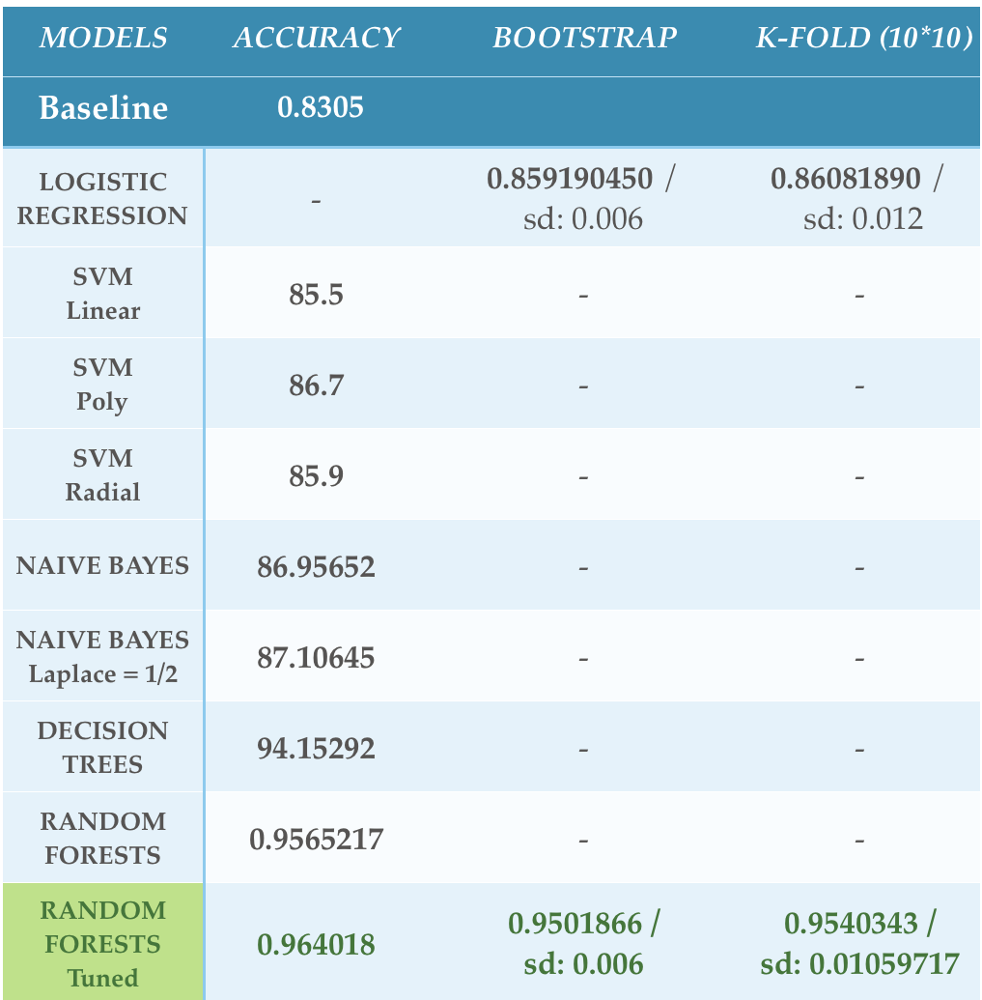 MODELS ACCURACY BOOTSTRAP K-FOLD (10*10)
Baseline 0.8305
LOGISTIC
REGRESSION
-
0.859190450 /
sd: 0.006
0.86081890 /
sd: 0.012
SVM
Linear
85.5 - -
SVM
Poly
86.7 - -
SVM
Radial
85.9 - -
NAIVE BAYES 86.95652 - -
NAIVE BAYES
Laplace = 1/2
87.10645 - -
DECISION
TREES
94.15292 - -
RANDOM
FORESTS
0.9565217 - -
RANDOM
FORESTS
Tuned
0.964018
0.9501866 /
sd: 0.006
0.9540343 /
sd: 0.01059717